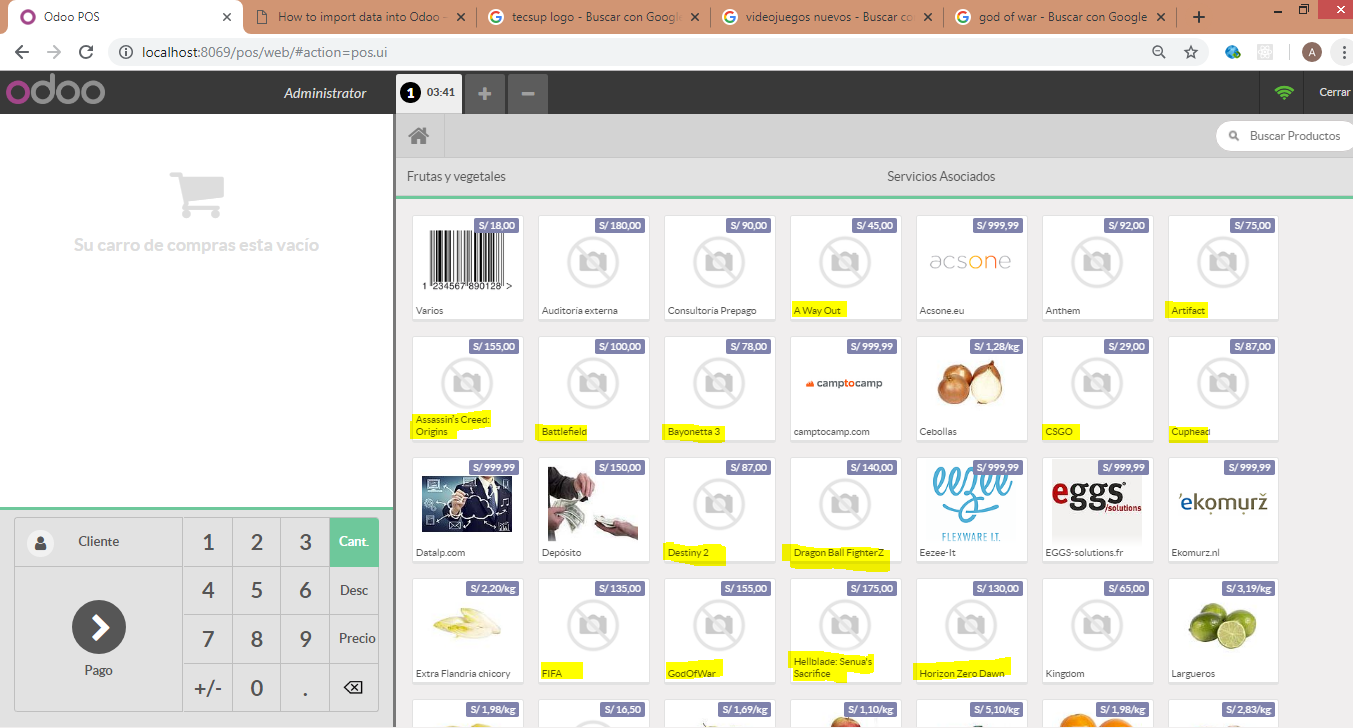 Odoo POS
How to import data into Odoo -
tecsup logo - Buscar con Googl
videojuegos nuevos - Buscar co
god of war - Buscar con Google
localhost:8069/pos/web/#action=pos.ui
A
odoo
Administrator
1 03:41
Cerrar
Buscar Productos
Frutas y vegetales
Servicios Asociados
Su carro de compras esta vacío
S/ 18,00
S/ 180,00
S/ 90,00
S/ 45,00
S/ 999,99
S/ 92,00
S/ 75,00
1 234567 890128 >
acsone
Varios
Auditoría externa
Consultoría Prepago
A Way Out
Acsone.eu
Anthem
Artifact
S/ 155,00
S/ 100,00
S/ 78,00
S/ 999,99
S/ 1,28/kg
S/ 29,00
S/ 87,00
camptocamp
Assassin's Creed:
Origins
Battlefield
Bayonetta 3
camptocamp.com
Cebollas
CSGO
Cuphead
S/ 999,99
S/ 150,00
S/ 87,00
S/ 140,00
S/ 999,99
S/ 999,99
S/ 999,99
eezee
FLEXWARE I.T.
eggs
/solutions
'ekomurž
Datalp.com
Depósito
Destiny 2
Dragon Ball FighterZ
Eezee-It
EGGS-solutions.fr
Ekomurz.nl
S/ 2,20/kg
S/ 135,00
S/ 155,00
S/ 175,00
S/ 130,00
S/ 65,00
S/ 3,19/kg
Extra Flandria chicory
FIFA
GodOfWar
Hellblade: Senua's
Sacrifice
Horizon Zero Dawn
Kingdom
Largueros
S/ 1,98/kg
S/ 16,50
S/ 1,69/kg
S/ 1,10/kg
S/ 5,10/kg
S/ 1,98/kg
S/ 2,83/kg
Cliente
Pago
1 2 3 Cant.
4 5 6 Desc
7 8 9 Precio
+/- 0 .